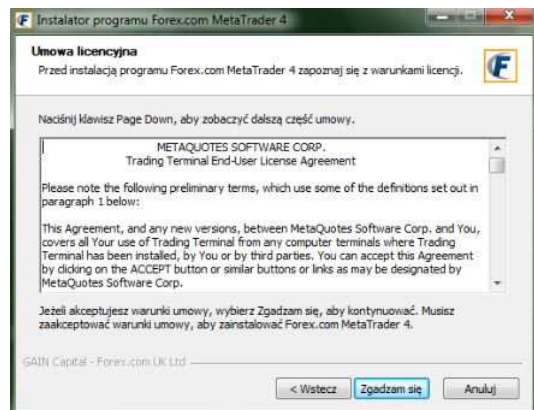 Instalator programu Forex.com MetaTrader 4
Umowa licencyjna
Przed instalacją programu Forex.com MetaTrader 4 zapoznaj się z warunkami licencji.
Naciśnij klawisz Page Down, aby zobaczyć dalszą część umowy.
METAQUOTES SOFTWARE CORP.
Trading Terminal End-User License Agreement
Please note the following preliminary terms, which use some of the definitions set out in
paragraph 1 below:
This Agreement, and any new versions, between MetaQuotes Software Corp. and You,
covers all Your use of Trading Terminal from any computer terminals where Trading
Terminal has been installed, by You or by third parties. You can accept this Agreement
by clicking on the ACCEPT button or similar buttons or links as may be designated by
MetaQuotes Software Corp.
Jeżeli akceptujesz warunki umowy, wybierz Zgadzam się, aby kontynuować. Musisz
zaakceptować warunki umowy, aby zainstalować Forex.com MetaTrader 4.
GAIN Capital - Forex.com UK Ltd
< Wstecz Zgadzam się Anuluj